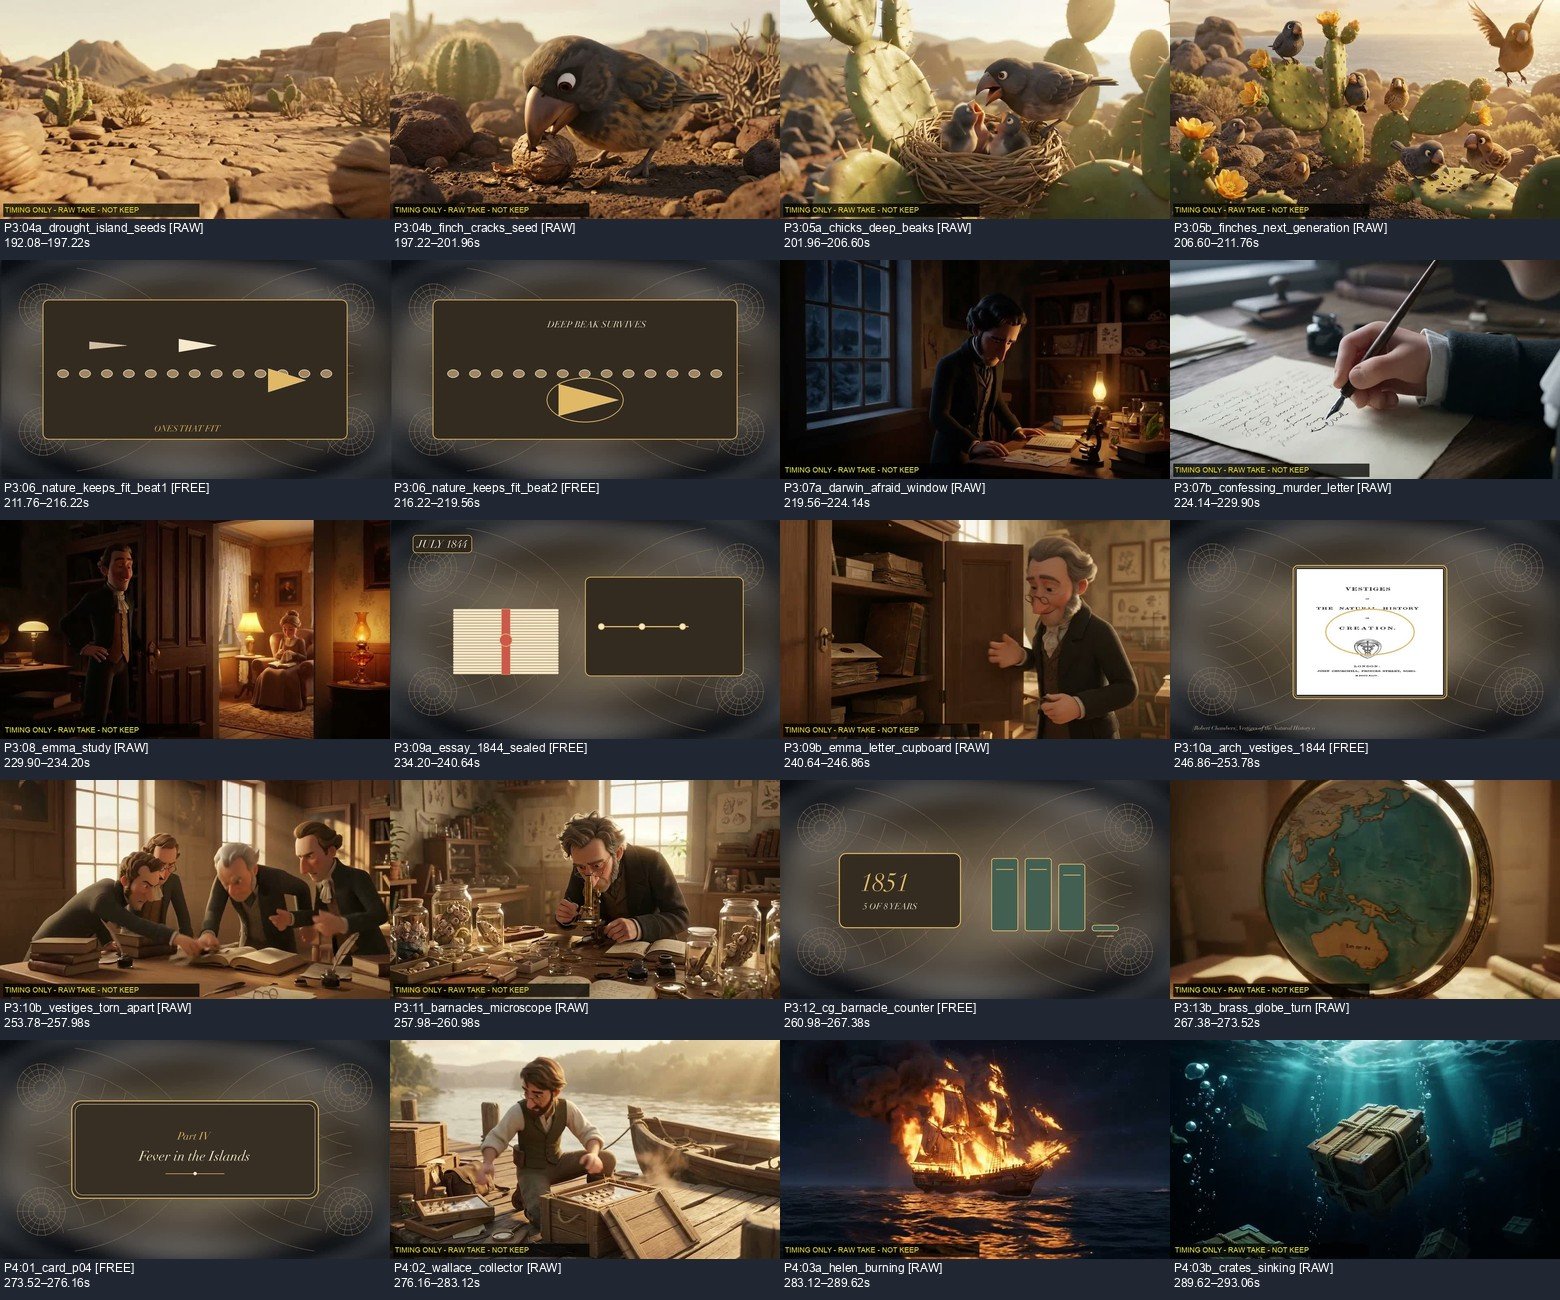 TIMING ONLY - RAW TAKE - NOT KEEP
TIMING ONLY - RAW TAKE - NOT KEEP
TIMING ONLY - RAW TAKE - NOT KEEP
TIMING ONLY - RAW TAKE - NOT KEEP
P3:04a_drought_island_seeds [RAW]
192.08–197.22s
P3:04b_finch_cracks_seed [RAW]
197.22–201.96s
P3:05a_chicks_deep_beaks [RAW]
201.96–206.60s
P3:05b_finches_next_generation [RAW]
206.60–211.76s
ONES THAT FIT
DEEP BEAK SURVIVES
TIMING ONLY - RAW TAKE - NOT KEEP
TIMING ONLY - RAW TAKE - NOT KEEP
P3:06_nature_keeps_fit_beat1 [FREE]
211.76–216.22s
P3:06_nature_keeps_fit_beat2 [FREE]
216.22–219.56s
P3:07a_darwin_afraid_window [RAW]
219.56–224.14s
P3:07b_confessing_murder_letter [RAW]
224.14–229.90s
TIMING ONLY - RAW TAKE - NOT KEEP
JULY 1844
TIMING ONLY - RAW TAKE - NOT KEEP
VESTIGES
THE NATURAL HISTORY
CREATION.
LONDON:
Robert Chambers, Vestiges of the Natural History
P3:08_emma_study [RAW]
229.90–234.20s
P3:09a_essay_1844_sealed [FREE]
234.20–240.64s
P3:09b_emma_letter_cupboard [RAW]
240.64–246.86s
P3:10a_arch_vestiges_1844 [FREE]
246.86–253.78s
TIMING ONLY - RAW TAKE - NOT KEEP
TIMING ONLY - RAW TAKE - NOT KEEP
1851
5 OF 8 YEARS
TIMING ONLY - RAW TAKE - NOT KEEP
P3:10b_vestiges_torn_apart [RAW]
253.78–257.98s
P3:11_barnacles_microscope [RAW]
257.98–260.98s
P3:12_cg_barnacle_counter [FREE]
260.98–267.38s
P3:13b_brass_globe_turn [RAW]
267.38–273.52s
Part IV
Fever in the Islands
TIMING ONLY - RAW TAKE - NOT KEEP
TIMING ONLY - RAW TAKE - NOT KEEP
TIMING ONLY - RAW TAKE - NOT KEEP
P4:01_card_p04 [FREE]
273.52–276.16s
P4:02_wallace_collector [RAW]
276.16–283.12s
P4:03a_helen_burning [RAW]
283.12–289.62s
P4:03b_crates_sinking [RAW]
289.62–293.06s